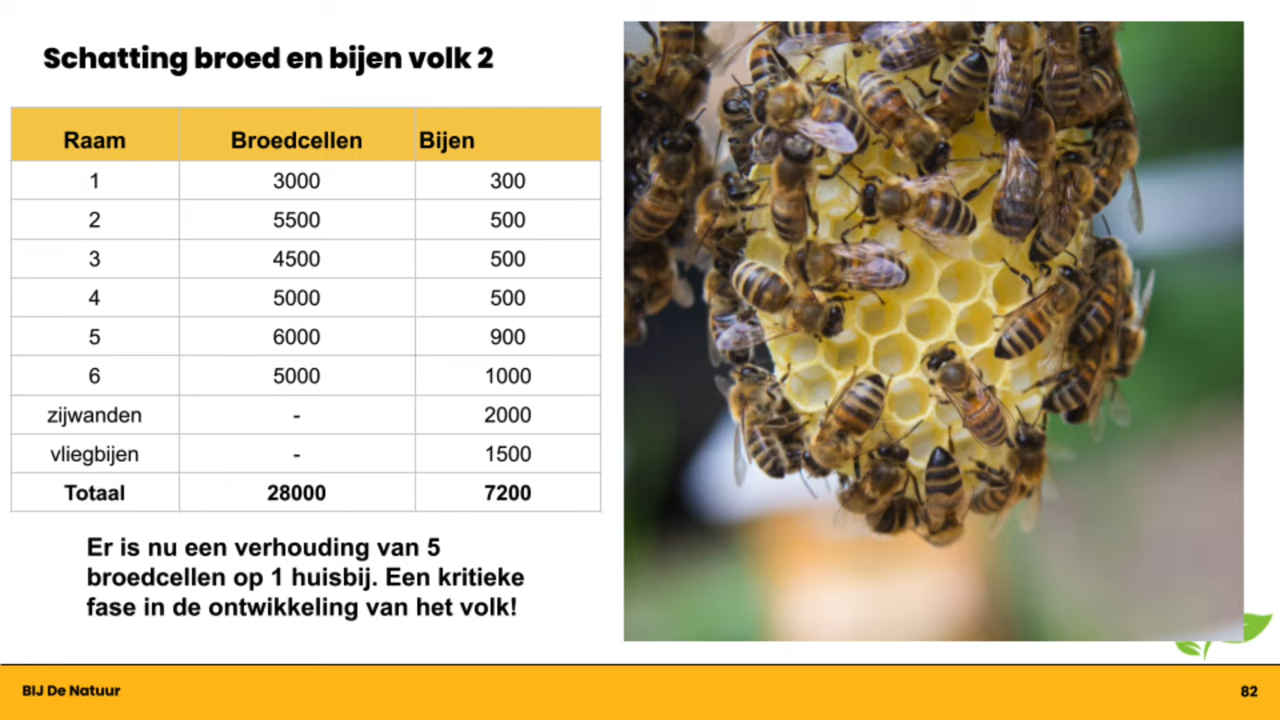 Schatting broed en bijen volk 2
Raam Broedcellen Bijen
1 3000 300
2 5500 500
3 4500 500
4 5000 500
5 6000 900
6 5000 1000
zijwanden - 2000
vliegbijen - 1500
Totaal 28000 7200
Er is nu een verhouding van 5
broedcellen op 1 huisbij. Een kritieke
fase in de ontwikkeling van het volk!
BIJ De Natuur 82